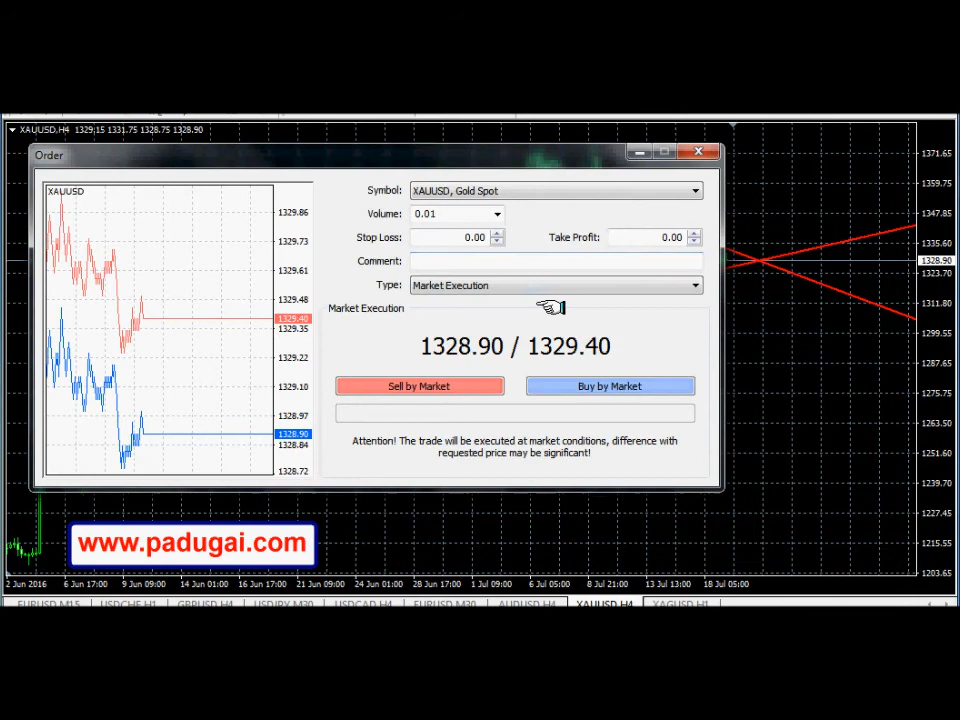 XAUUSD,H4 1329.15 1331.75 1328.75 1328.90
Order
XAUUSD
1329.86
1329.73
1329.61
1329.48
1329.40
1329.35
1329.22
1329.10
1328.97
1328.90
1328.84
1328.72
Symbol: XAUUSD, Gold Spot
Volume: 0.01
Stop Loss: 0.00 Take Profit: 0.00
Comment:
Type: Market Execution
Market Execution
1328.90 / 1329.40
Sell by Market Buy by Market
Attention! The trade will be executed at market conditions, difference with
requested price may be significant!
1371.65
1359.75
1347.85
1335.60
1328.90
1323.70
1311.80
1299.55
1287.65
1275.75
1263.50
1251.60
1239.70
1227.45
1215.55
1203.65
www.padugai.com
2 Jun 2016 6 Jun 17:00 9 Jun 09:00 14 Jun 01:00 16 Jun 17:00 21 Jun 09:00 24 Jun 01:00 28 Jun 17:00 1 Jul 09:00 6 Jul 05:00 8 Jul 21:00 13 Jul 13:00 18 Jul 05:00
EURUSD M15 USDCHF H1 GBPUSD H4 USDJPY M30 USDCAD H4 EURUSD M30 AUDUSD H4 XAUUSD H4 XAGUSD H1